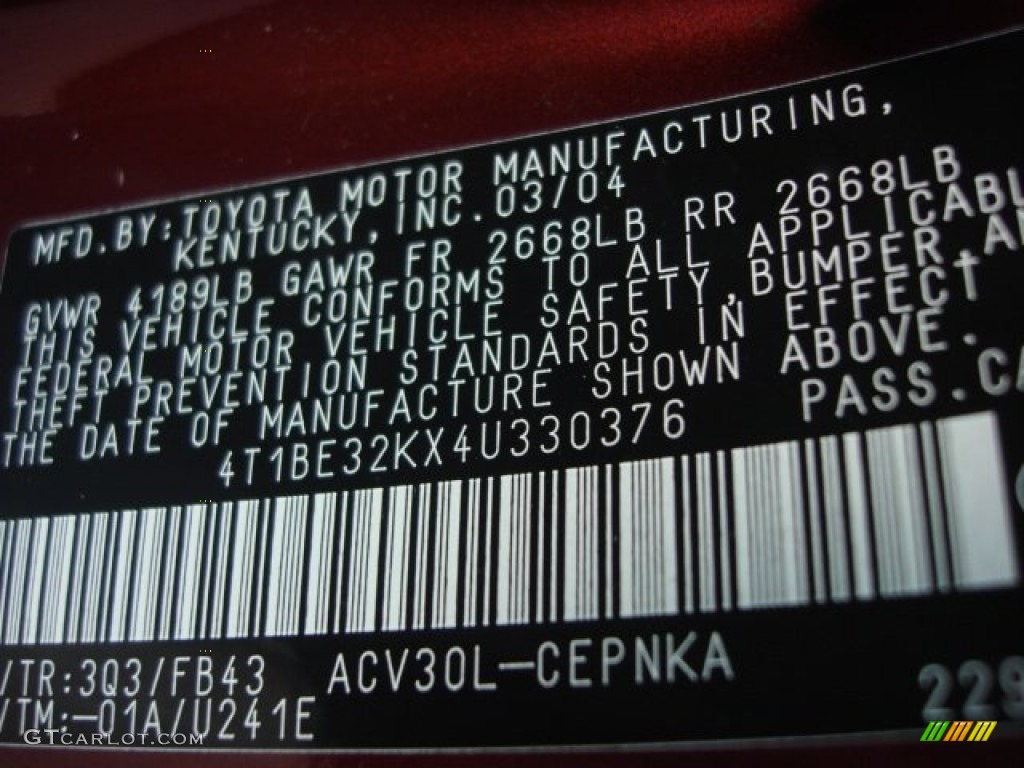 MFD.BY:TOYOTA MOTOR MANUFACTURING,
KENTUCKY,INC.03/04
GVWR 4189LB GAWR FR 2668LB RR 2668LB
THIS VEHICLE CONFORMS TO ALL APPLICABL
FEDERAL MOTOR VEHICLE SAFETY,BUMPER,AN
THEFT PREVENTION STANDARDS IN EFFECT
THE DATE OF MANUFACTURE SHOWN ABOVE.
4T1BE32KX4U330376 PASS.CA
/TR:3Q3/FB43 ACV30L-CEPNKA
/TM:-01A/U241E 229
GTCARLOT.COM